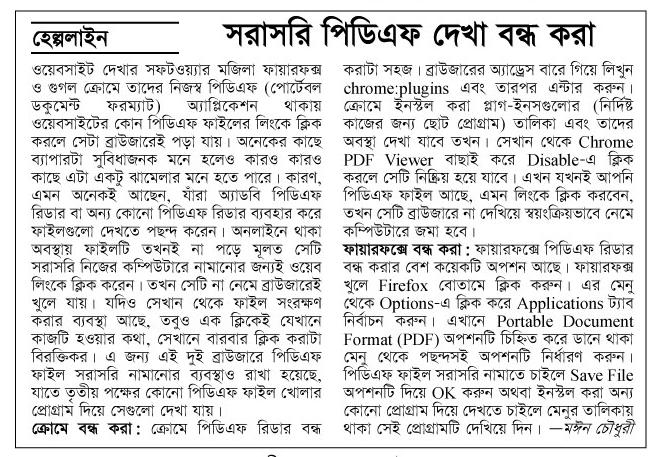 হেল্পলাইন
সরাসরি পিডিএফ দেখা বন্ধ করা
ওয়েবসাইট দেখার সফটওয়্যার মজিলা ফায়ারফক্স
ও গুগল ক্রোমে তাদের নিজস্ব পিডিএফ (পোর্টেবল
ডকুমেন্ট ফরম্যাট) অ্যাপ্লিকেশন থাকায়
ওয়েবসাইটের কোন পিডিএফ ফাইলের লিংকে ক্লিক
করলে সেটা ব্রাউজারেই পড়া যায়। অনেকের কাছে
ব্যাপারটা সুবিধাজনক মনে হলেও কারও কারও
কাছে এটা একটু ঝামেলার মনে হতে পারে। কারণ,
এমন অনেকই আছেন, যাঁরা অ্যাডবি পিডিএফ
রিডার বা অন্য কোনো পিডিএফ রিডার ব্যবহার করে
ফাইলগুলো দেখতে পছন্দ করেন। অনলাইনে থাকা
অবস্থায় ফাইলটি তখনই না পড়ে মূলত সেটি
সরাসরি নিজের কম্পিউটারে নামানোর জন্যই ওয়েব
লিংকে ক্লিক করেন। তখন সেটি না নেমে ব্রাউজারেই
খুলে যায়। যদিও সেখান থেকে ফাইল সংরক্ষণ
করার ব্যবস্থা আছে, তবুও এক ক্লিকেই যেখানে
কাজটি হওয়ার কথা, সেখানে বারবার ক্লিক করাটা
বিরক্তিকর। এ জন্য এই দুই ব্রাউজারে পিডিএফ
ফাইল সরাসরি নামানোর ব্যবস্থাও রাখা হয়েছে,
যাতে তৃতীয় পক্ষের কোনো পিডিএফ ফাইল খোলার
প্রোগ্রাম দিয়ে সেগুলো দেখা যায়।
ক্রোমে বন্ধ করা : ক্রোমে পিডিএফ রিডার বন্ধ
করাটা সহজ। ব্রাউজারের অ্যাড্রেস বারে গিয়ে লিখুন
chrome:plugins এবং তারপর এন্টার করুন।
ক্রোমে ইনস্টল করা প্লাগ-ইনসগুলোর (নির্দিষ্ট
কাজের জন্য ছোট প্রোগ্রাম) তালিকা এবং তাদের
অবস্থা দেখা যাবে তখন। সেখান থেকে Chrome
PDF Viewer বাছাই করে Disable-এ ক্লিক
করলে সেটি নিষ্ক্রিয় হয়ে যাবে। এখন যখনই আপনি
পিডিএফ ফাইল আছে, এমন লিংকে ক্লিক করবেন,
তখন সেটি ব্রাউজারে না দেখিয়ে স্বয়ংক্রিয়ভাবে নেমে
কম্পিউটারে জমা হবে।
ফায়ারফক্সে বন্ধ করা : ফায়ারফক্সে পিডিএফ রিডার
বন্ধ করার বেশ কয়েকটি অপশন আছে। ফায়ারফক্স
খুলে Firefox বোতামে ক্লিক করুন। এর মেনু
থেকে Options-এ ক্লিক করে Applications ট্যাব
নির্বাচন করুন। এখানে Portable Document
Format (PDF) অপশনটি চিহ্নিত করে ডানে থাকা
মেনু থেকে পছন্দসই অপশনটি নির্ধারণ করুন।
পিডিএফ ফাইল সরাসরি নামাতে চাইলে Save File
অপশনটি দিয়ে OK করুন অথবা ইনস্টল করা অন্য
কোনো প্রোগ্রাম দিয়ে দেখতে চাইলে মেনুর তালিকায়
থাকা সেই প্রোগ্রামটি দেখিয়ে দিন। —মঈন চৌধুরী